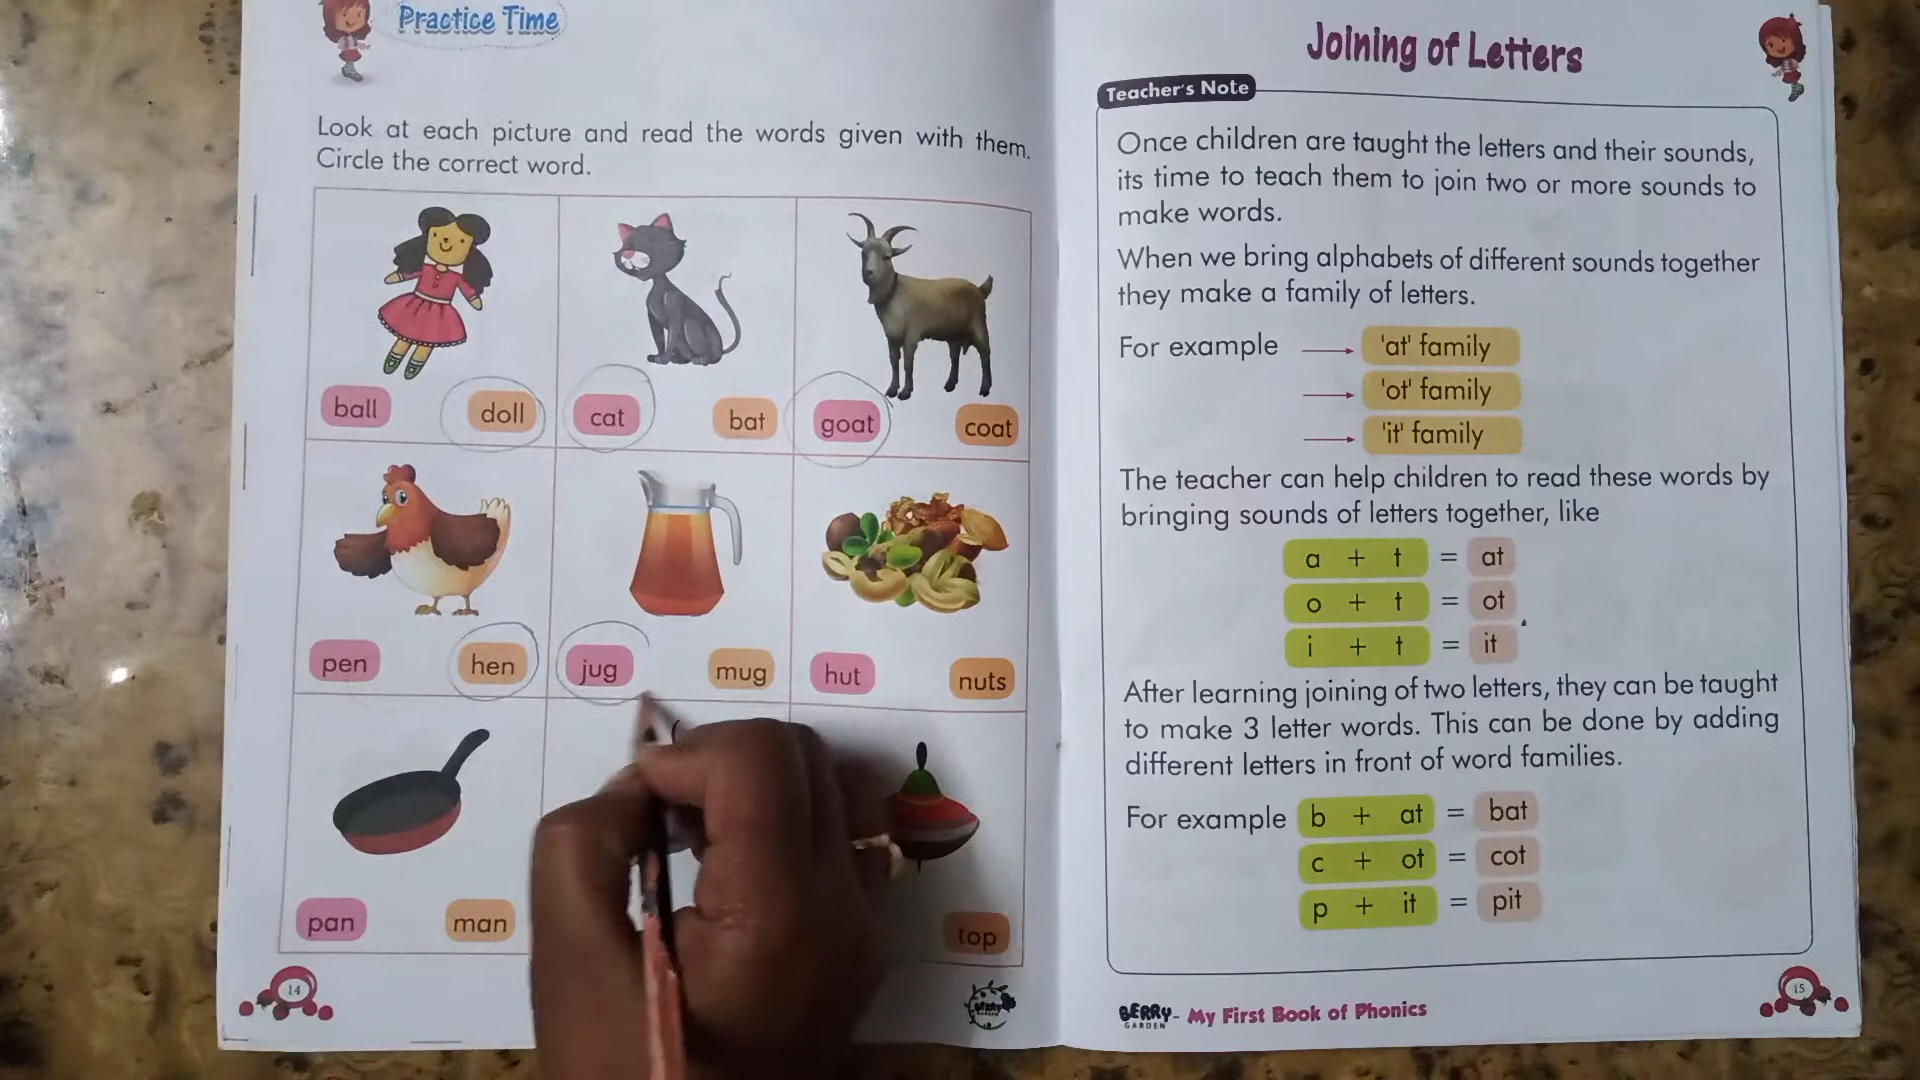 Practice Time
Look at each picture and read the words given with them.
Circle the correct word.
ball doll cat bat goat coat
pen hen jug mug hut nuts
pan man top
14
Joining of Letters
Teacher's Note
Once children are taught the letters and their sounds,
its time to teach them to join two or more sounds to
make words.
When we bring alphabets of different sounds together
they make a family of letters.
For example 'at' family
'ot' family
'it' family
The teacher can help children to read these words by
bringing sounds of letters together, like
a + t = at
o + t = ot
i + t = it
After learning joining of two letters, they can be taught
to make 3 letter words. This can be done by adding
different letters in front of word families.
For example b + at = bat
c + ot = cot
p + it = pit
BERRY GARDEN - My First Book of Phonics
15